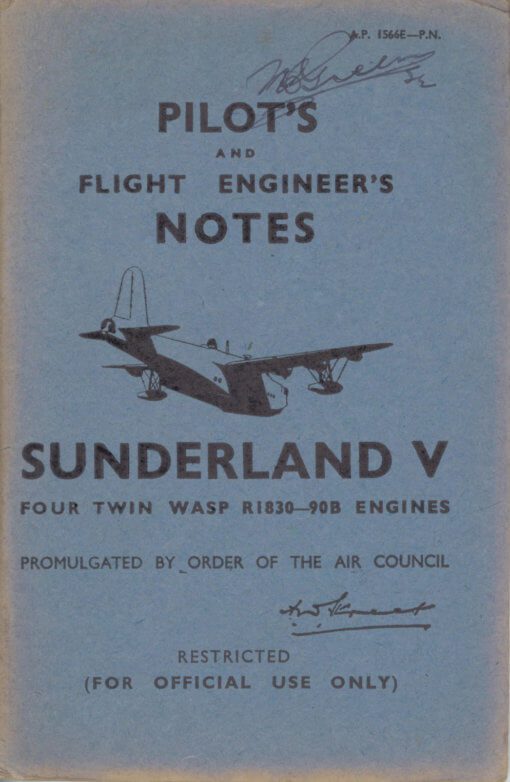 A.P. 1566E—P.N.
PILOT'S
AND
FLIGHT ENGINEER'S
NOTES
SUNDERLAND V
FOUR TWIN WASP R1830—90B ENGINES
PROMULGATED BY ORDER OF THE AIR COUNCIL
RESTRICTED
(FOR OFFICIAL USE ONLY)